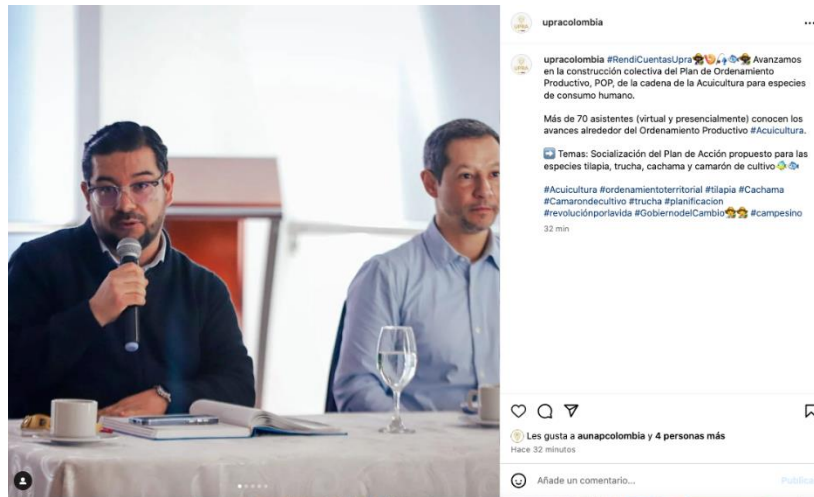 upracolombia
upracolombia #RendiCuentasUpra Avanzamos
en la construcción colectiva del Plan de Ordenamiento
Productivo, POP, de la cadena de la Acuicultura para especies
de consumo humano.
Más de 70 asistentes (virtual y presencialmente) conocen los
avances alrededor del Ordenamiento Productivo #Acuicultura.
Temas: Socialización del Plan de Acción propuesto para las
especies tilapia, trucha, cachama y camarón de cultivo
#Acuicultura #ordenamientoterritorial #tilapia #Cachama
#Camarondecultivo #trucha #planificacion
#revoluciónporlavida #GobiernodelCambio #campesino
32 min
Les gusta a aunapcolombia y 4 personas más
Hace 32 minutos
Añade un comentario...